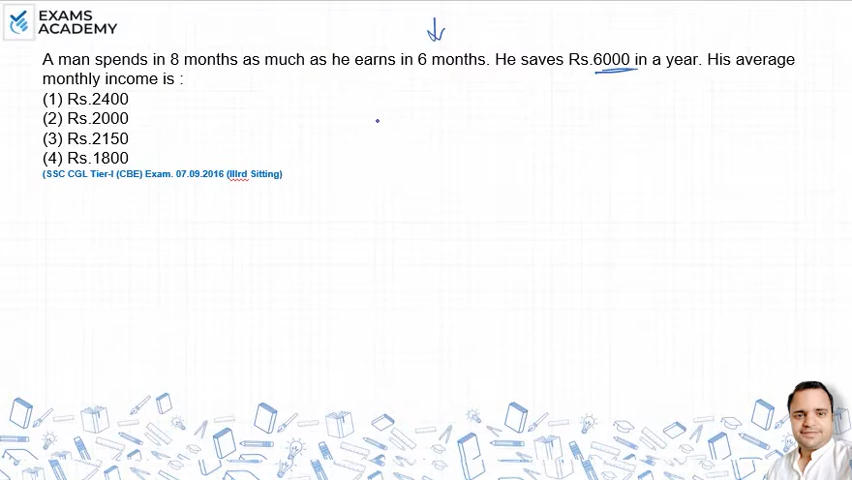 EXAMS
ACADEMY
A man spends in 8 months as much as he earns in 6 months. He saves Rs.6000 in a year. His average
monthly income is :
(1) Rs.2400
(2) Rs.2000
(3) Rs.2150
(4) Rs.1800
(SSC CGL Tier-I (CBE) Exam. 07.09.2016 (IIIrd Sitting)